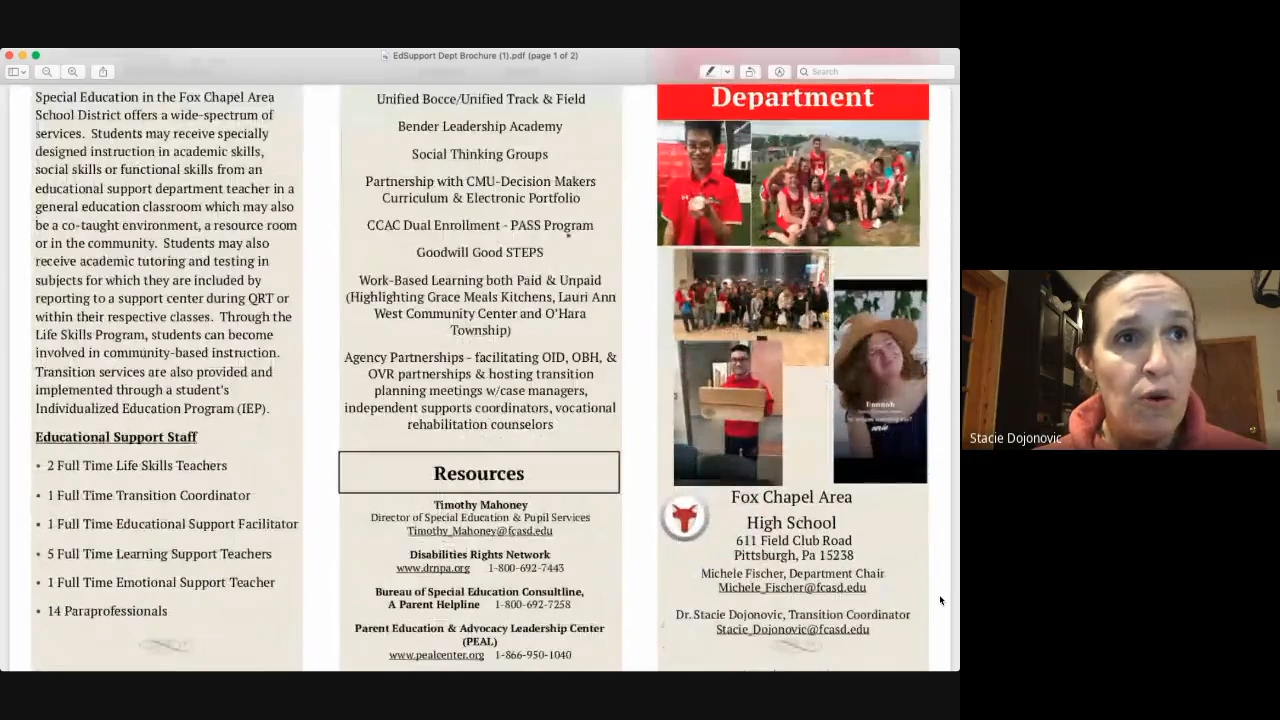 EdSupport Dept Brochure (1).pdf (page 1 of 2)
Search
Special Education in the Fox Chapel Area
School District offers a wide-spectrum of
services. Students may receive specially
designed instruction in academic skills,
social skills or functional skills from an
educational support department teacher in a
general education classroom which may also
be a co-taught environment, a resource room
or in the community. Students may also
receive academic tutoring and testing in
subjects for which they are included by
reporting to a support center during QRT or
within their respective classes. Through the
Life Skills Program, students can become
involved in community-based instruction.
Transition services are also provided and
implemented through a student's
Individualized Education Program (IEP).
Educational Support Staff
• 2 Full Time Life Skills Teachers
• 1 Full Time Transition Coordinator
• 1 Full Time Educational Support Facilitator
• 5 Full Time Learning Support Teachers
• 1 Full Time Emotional Support Teacher
• 14 Paraprofessionals
Unified Bocce/Unified Track & Field
Bender Leadership Academy
Social Thinking Groups
Partnership with CMU-Decision Makers
Curriculum & Electronic Portfolio
CCAC Dual Enrollment - PASS Program
Goodwill Good STEPS
Work-Based Learning both Paid & Unpaid
(Highlighting Grace Meals Kitchens, Lauri Ann
West Community Center and O'Hara
Township)
Agency Partnerships - facilitating OID, OBH, &
OVR partnerships & hosting transition
planning meetings w/case managers,
independent supports coordinators, vocational
rehabilitation counselors
Resources
Timothy Mahoney
Director of Special Education & Pupil Services
Timothy_Mahoney@fcasd.edu
Disabilities Rights Network
www.drnpa.org 1-800-692-7443
Bureau of Special Education Consultline,
A Parent Helpline 1-800-692-7258
Parent Education & Advocacy Leadership Center
(PEAL)
www.pealcenter.org 1-866-950-1040
Department
Hannah
Fox Chapel Area
High School
611 Field Club Road
Pittsburgh, Pa 15238
Michele Fischer, Department Chair
Michele_Fischer@fcasd.edu
Dr. Stacie Dojonovic, Transition Coordinator
Stacie_Dojonovic@fcasd.edu
Stacie Dojonovic